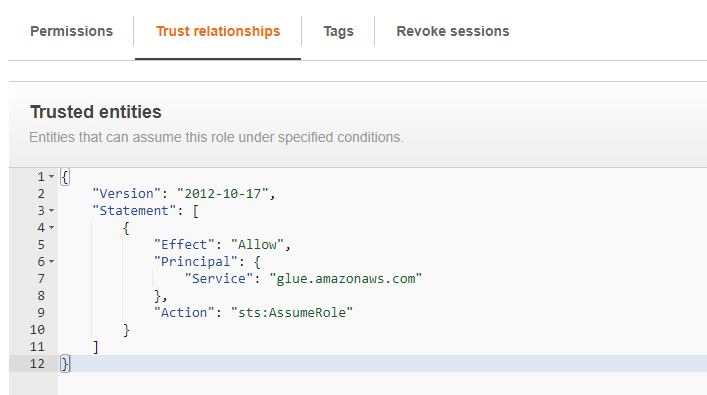 Permissions Trust relationships Tags Revoke sessions
Trusted entities
Entities that can assume this role under specified conditions.
1 {
2 "Version": "2012-10-17",
3 "Statement": [
4 {
5 "Effect": "Allow",
6 "Principal": {
7 "Service": "glue.amazonaws.com"
8 },
9 "Action": "sts:AssumeRole"
10 }
11 ]
12 }